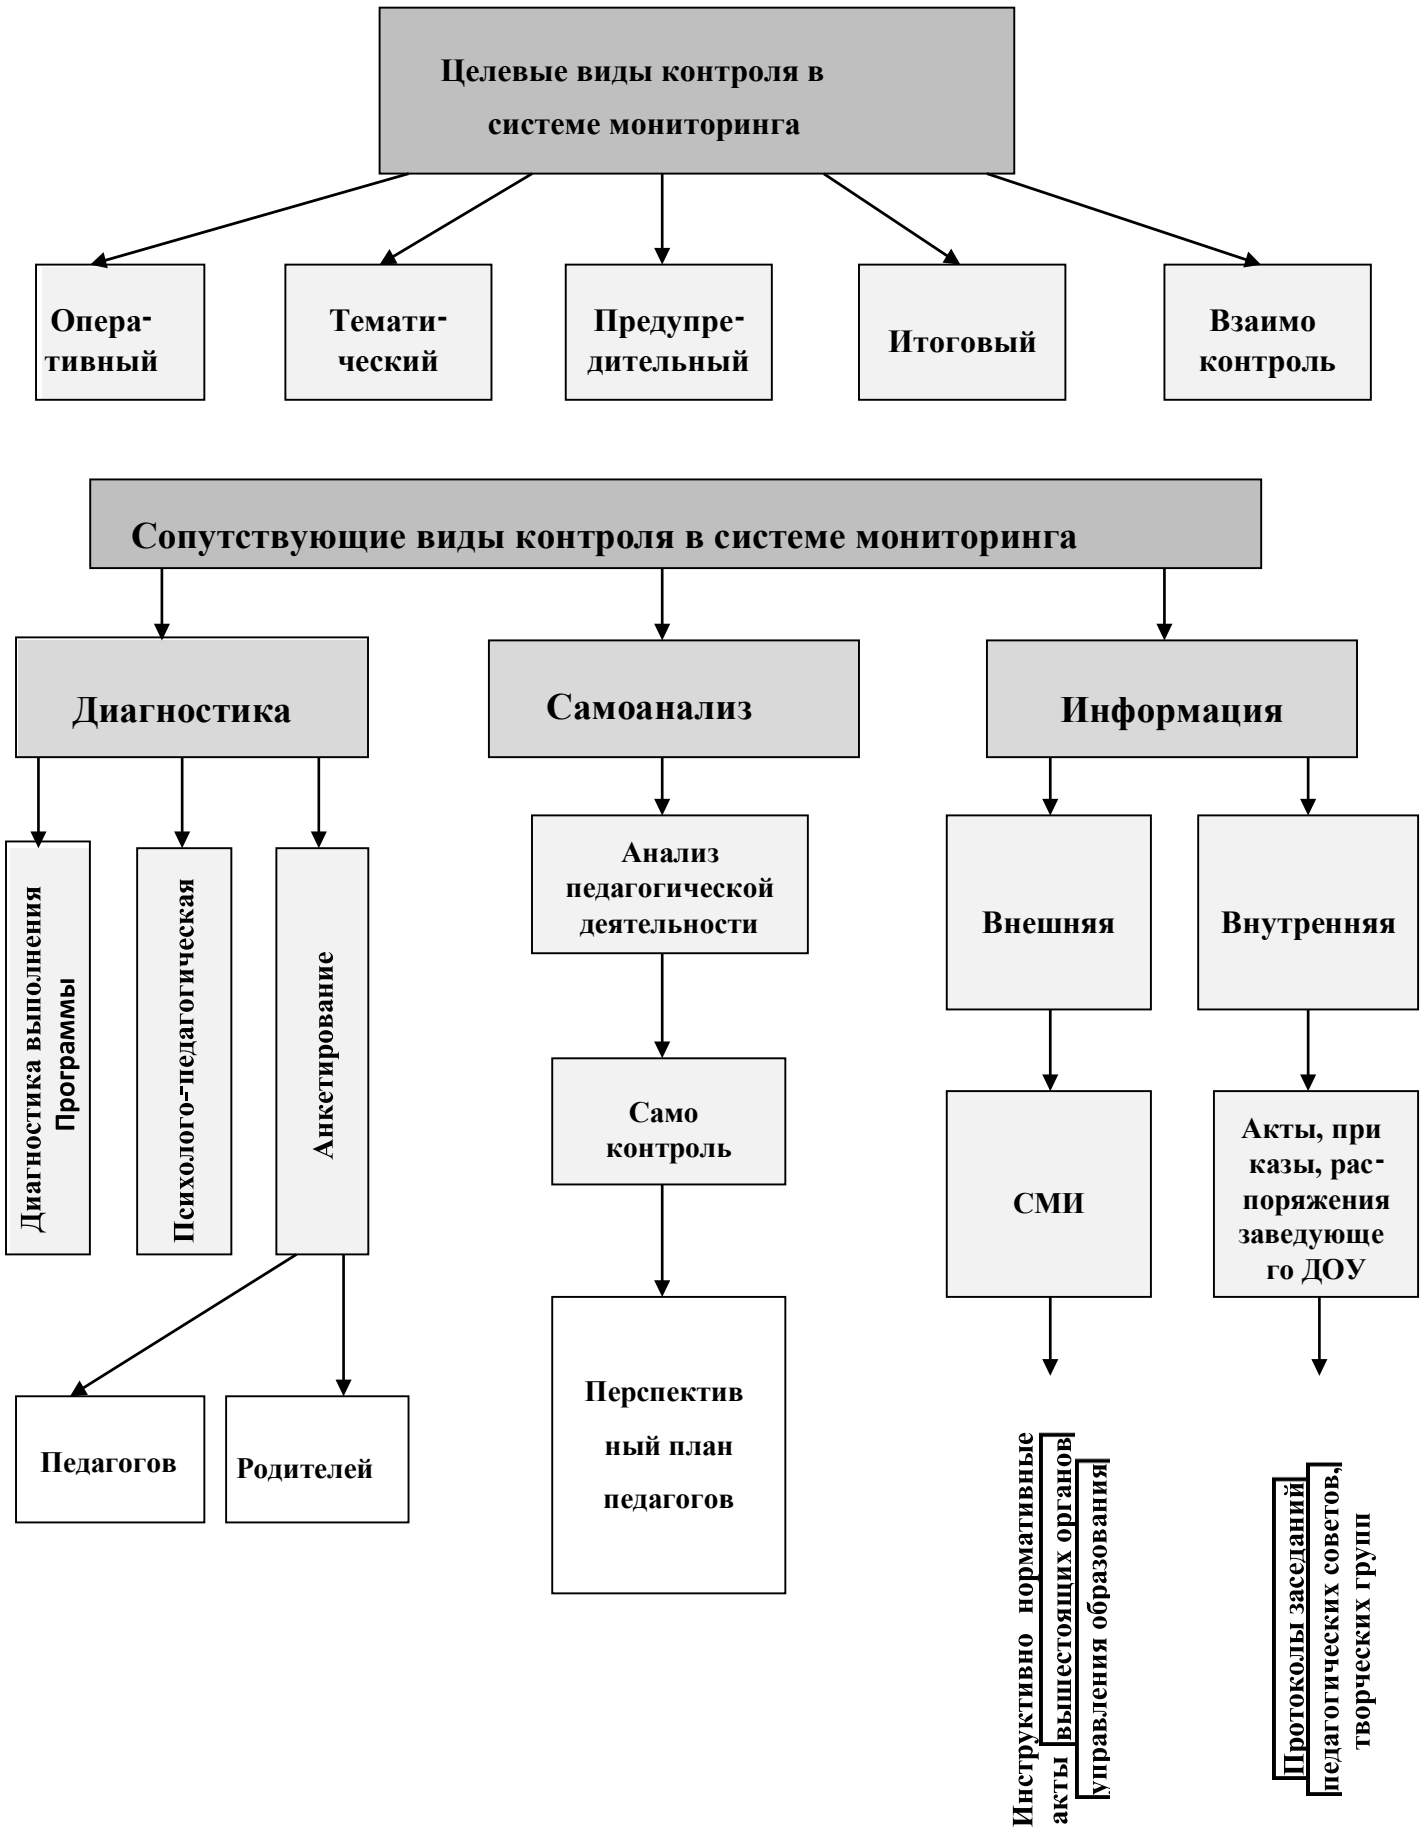 Целевые виды контроля в
системе мониторинга
Опера-
тивный
Темати-
ческий
Предупре-
дительный
Итоговый
Взаимо
контроль
Сопутствующие виды контроля в системе мониторинга
Диагностика
Самоанализ
Информация
Диагностика выполнения
Программы
Психолого-педагогическая
Анкетирование
Анализ
педагогической
деятельности
Внешняя
Внутренняя
Само
контроль
СМИ
Акты, при
казы, рас-
поряжения
заведующе
го ДОУ
Педагогов
Родителей
Перспектив
ный план
педагогов
Инструктивно нормативные
акты вышестоящих органов
управления образования
Протоколы заседаний
педагогических советов,
творческих групп